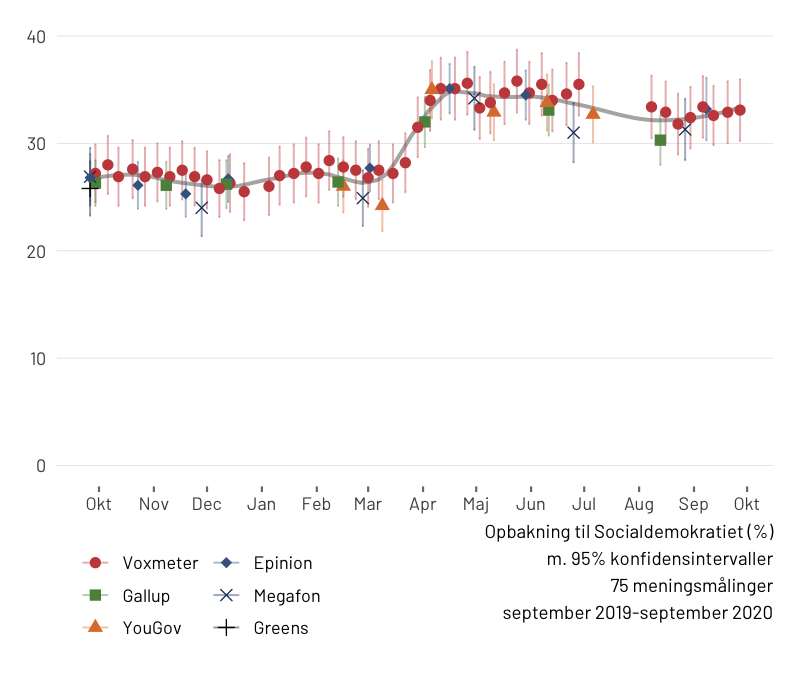 40
30
20
10
0
Okt Nov Dec Jan Feb Mar Apr Maj Jun Jul Aug Sep Okt
Opbakning til Socialdemokratiet (%)
m. 95% konfidensintervaller
75 meningsmålinger
september 2019-september 2020
Voxmeter Epinion
Gallup Megafon
YouGov Greens